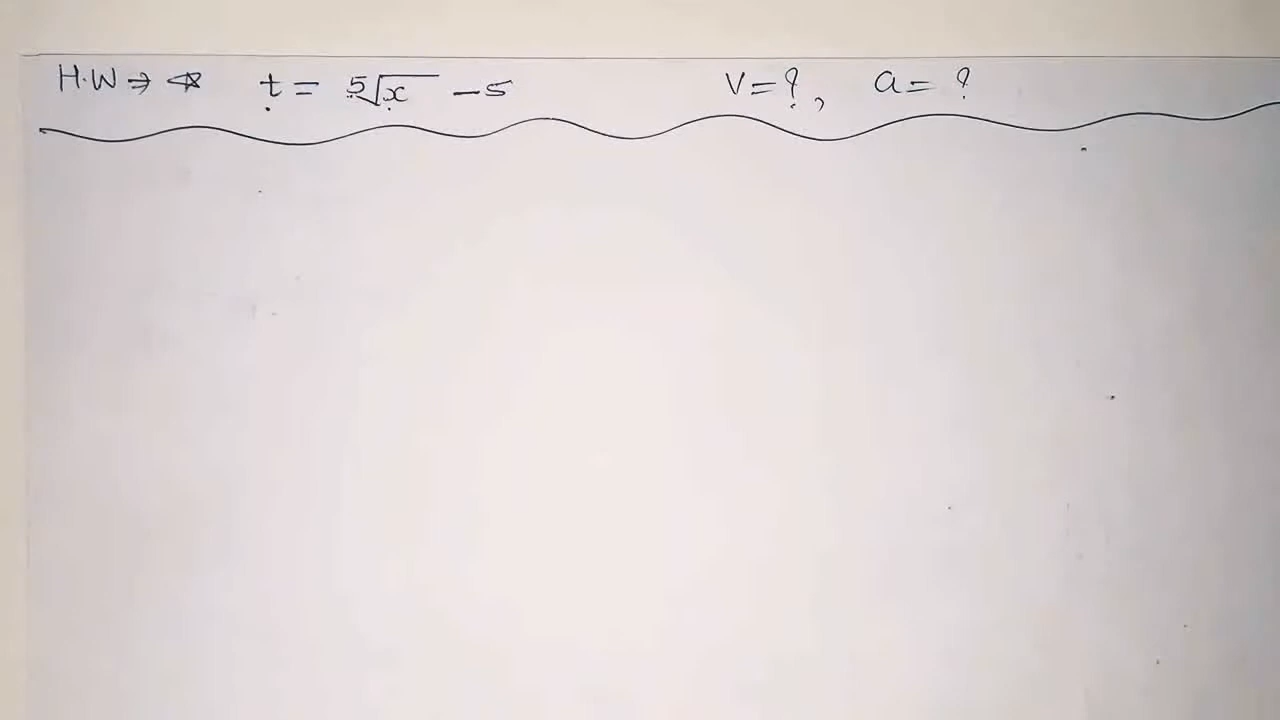 H.W ⇒ ☆ t = 5√x – 5 v = ?, a = ?